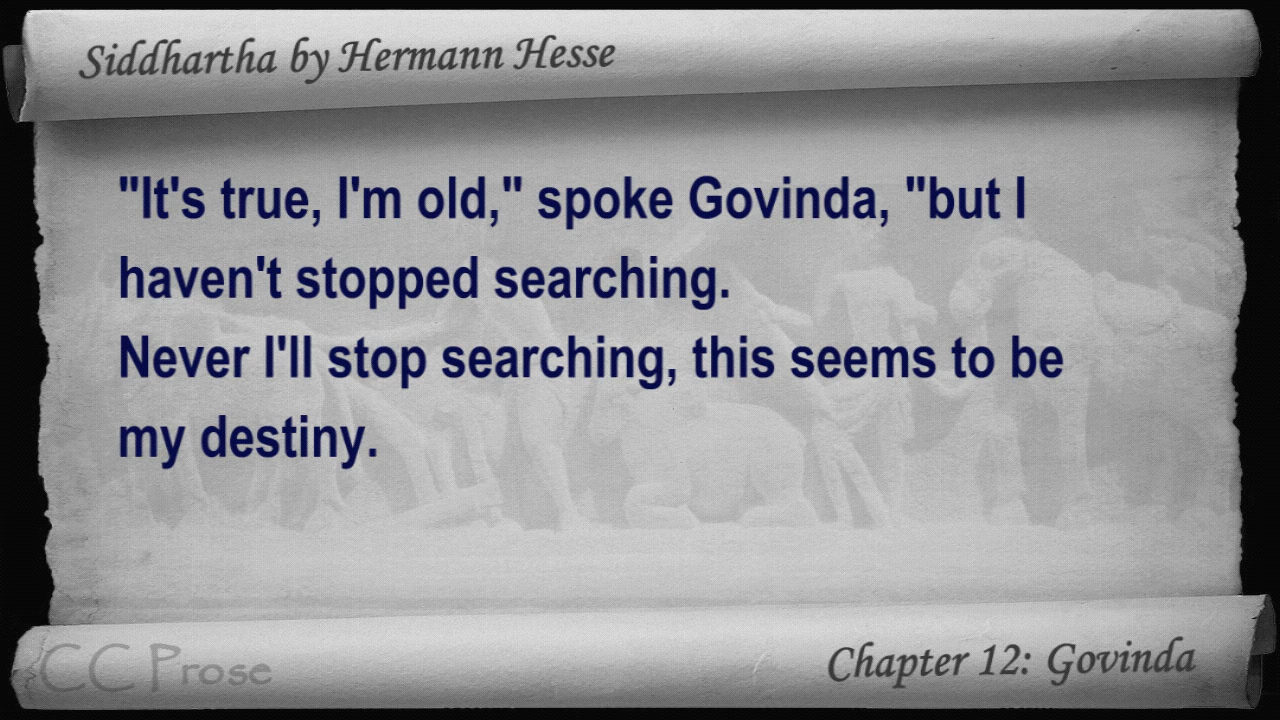 Siddhartha by Hermann Hesse
"It's true, I'm old," spoke Govinda, "but I
haven't stopped searching.
Never I'll stop searching, this seems to be
my destiny.
CC Prose
Chapter 12: Govinda